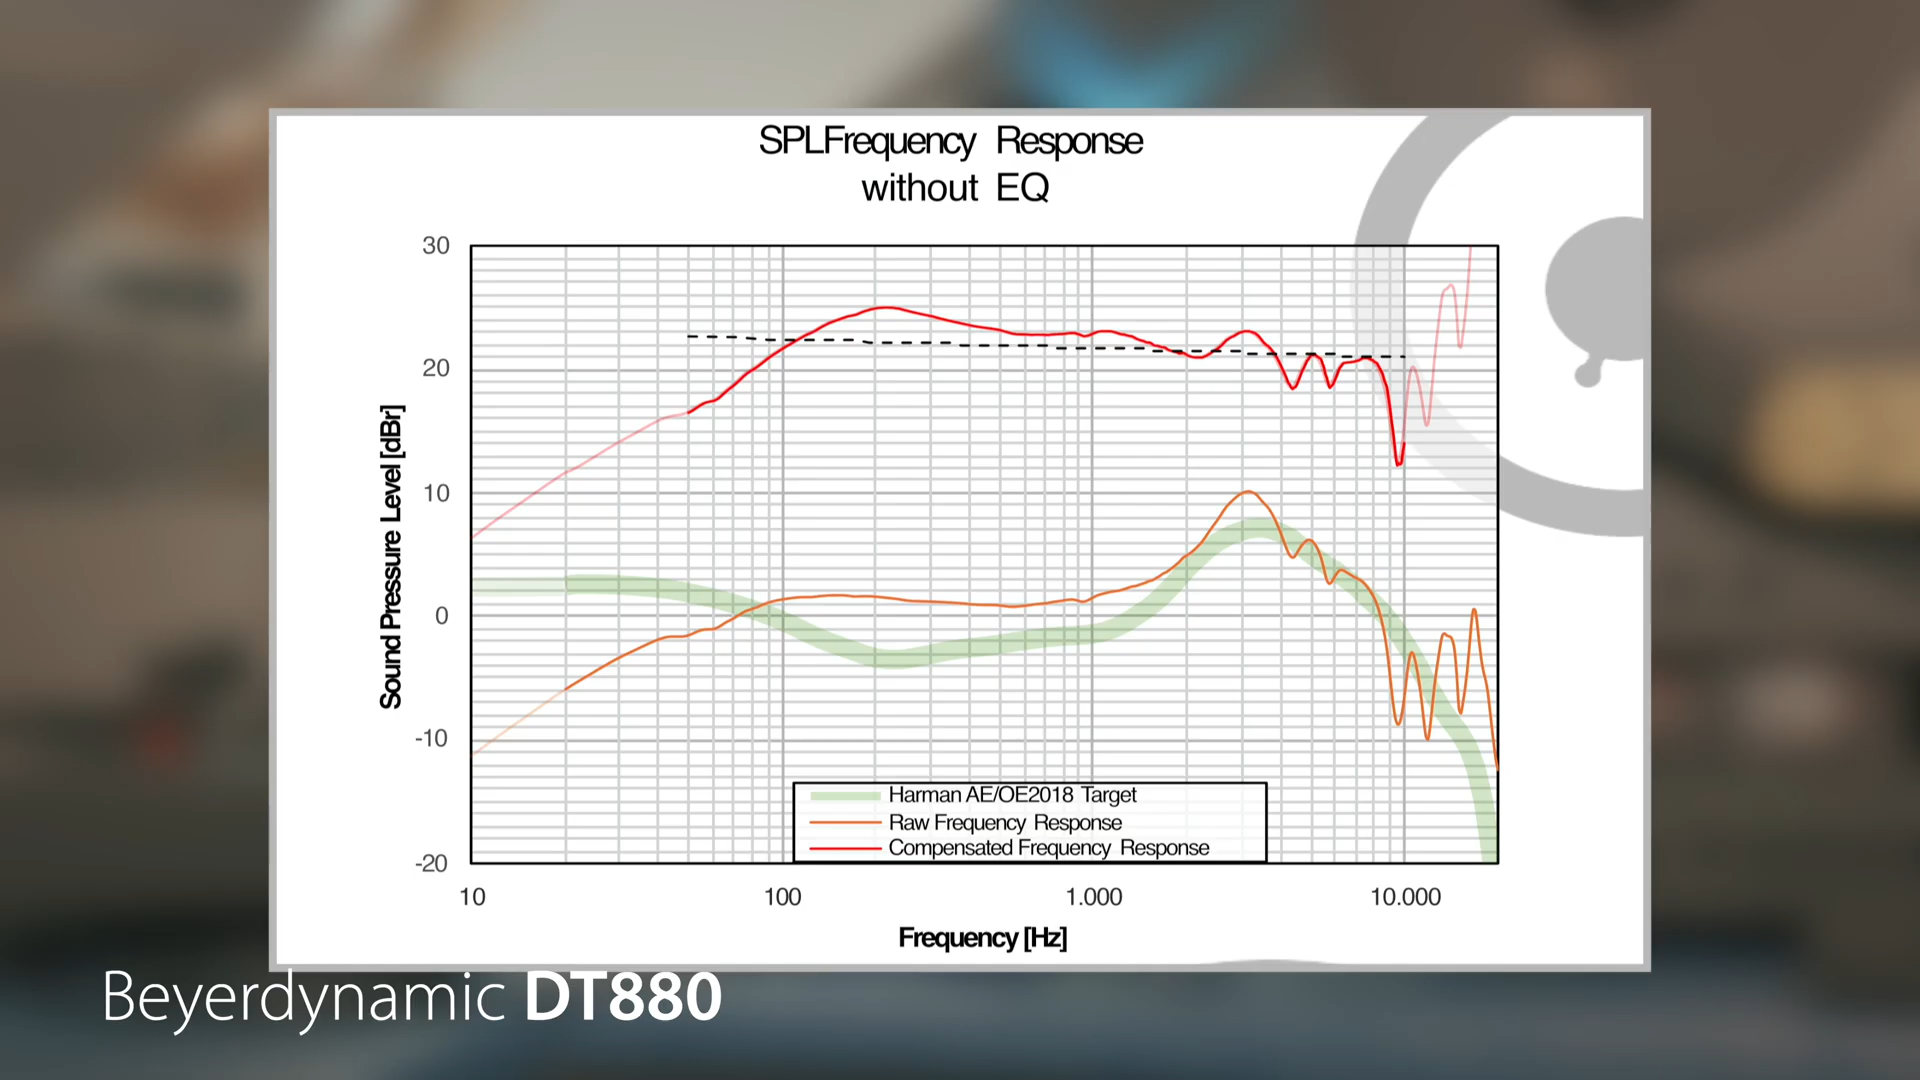 SPLFrequency Response
without EQ
30
20
10
0
-10
-20
Sound Pressure Level [dBr]
Harman AE/OE2018 Target
Raw Frequency Response
Compensated Frequency Response
10 100 1.000 10.000
Frequency [Hz]
Beyerdynamic DT880